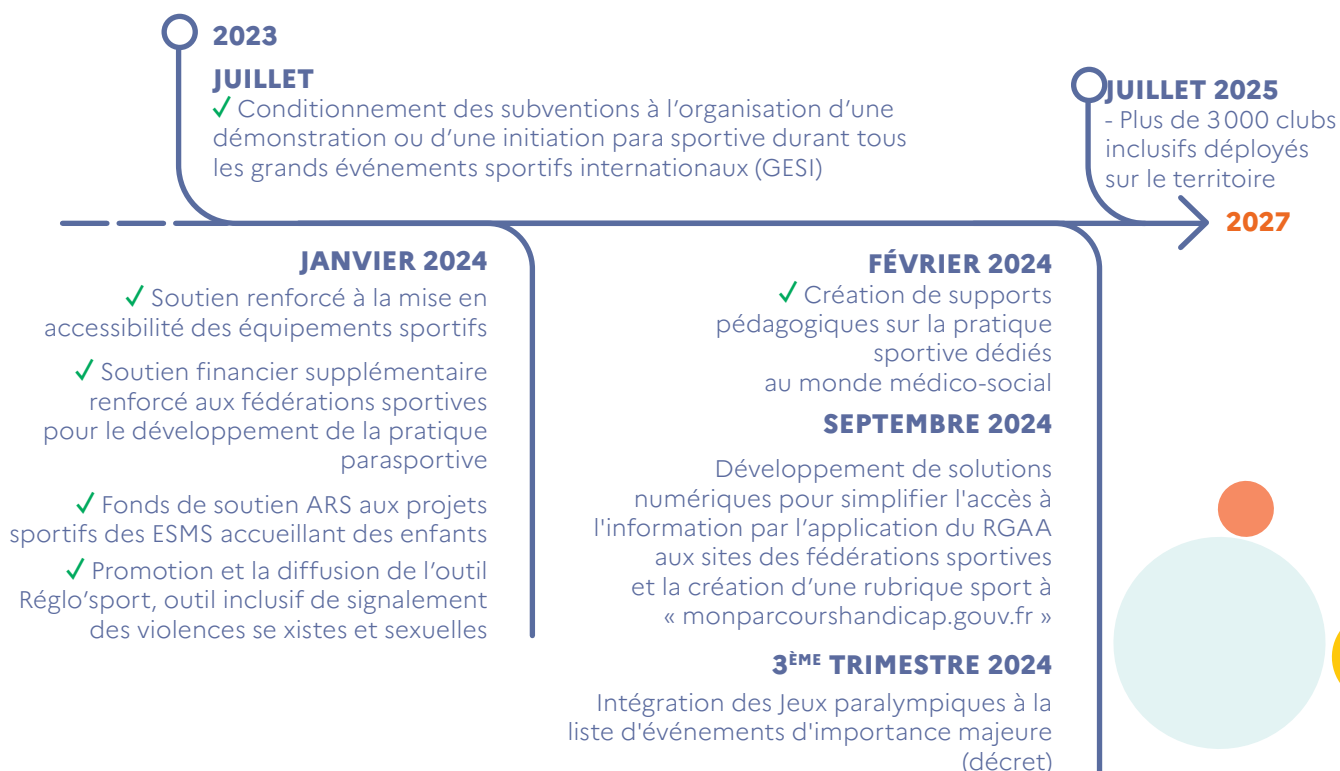 2023
JUILLET
✓ Conditionnement des subventions à l’organisation d’une
démonstration ou d’une initiation para sportive durant tous
les grands événements sportifs internationaux (GESI)
JUILLET 2025
- Plus de 3 000 clubs
inclusifs déployés
sur le territoire
2027
JANVIER 2024
✓ Soutien renforcé à la mise en
accessibilité des équipements sportifs
✓ Soutien financier supplémentaire
renforcé aux fédérations sportives
pour le développement de la pratique
parasportive
✓ Fonds de soutien ARS aux projets
sportifs des ESMS accueillant des enfants
✓ Promotion et la diffusion de l’outil
Réglo’sport, outil inclusif de signalement
des violences se xistes et sexuelles
FÉVRIER 2024
✓ Création de supports
pédagogiques sur la pratique
sportive dédiés
au monde médico-social
SEPTEMBRE 2024
Développement de solutions
numériques pour simplifier l'accès à
l'information par l’application du RGAA
aux sites des fédérations sportives
et la création d’une rubrique sport à
« monparcourshandicap.gouv.fr »
3ÈME TRIMESTRE 2024
Intégration des Jeux paralympiques à la
liste d'événements d'importance majeure
(décret)